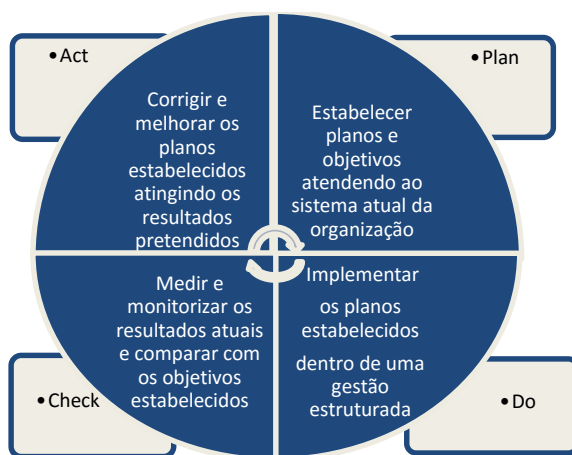 • Act
Corrigir e
melhorar os
planos
estabelecidos
atingindo os
resultados
pretendidos
• Plan
Estabelecer
planos e
objetivos
atendendo ao
sistema atual da
organização
• Check
Medir e
monitorizar os
resultados atuais
e comparar com
os objetivos
estabelecidos
• Do
Implementar
os planos
estabelecidos
dentro de uma
gestão
estruturada